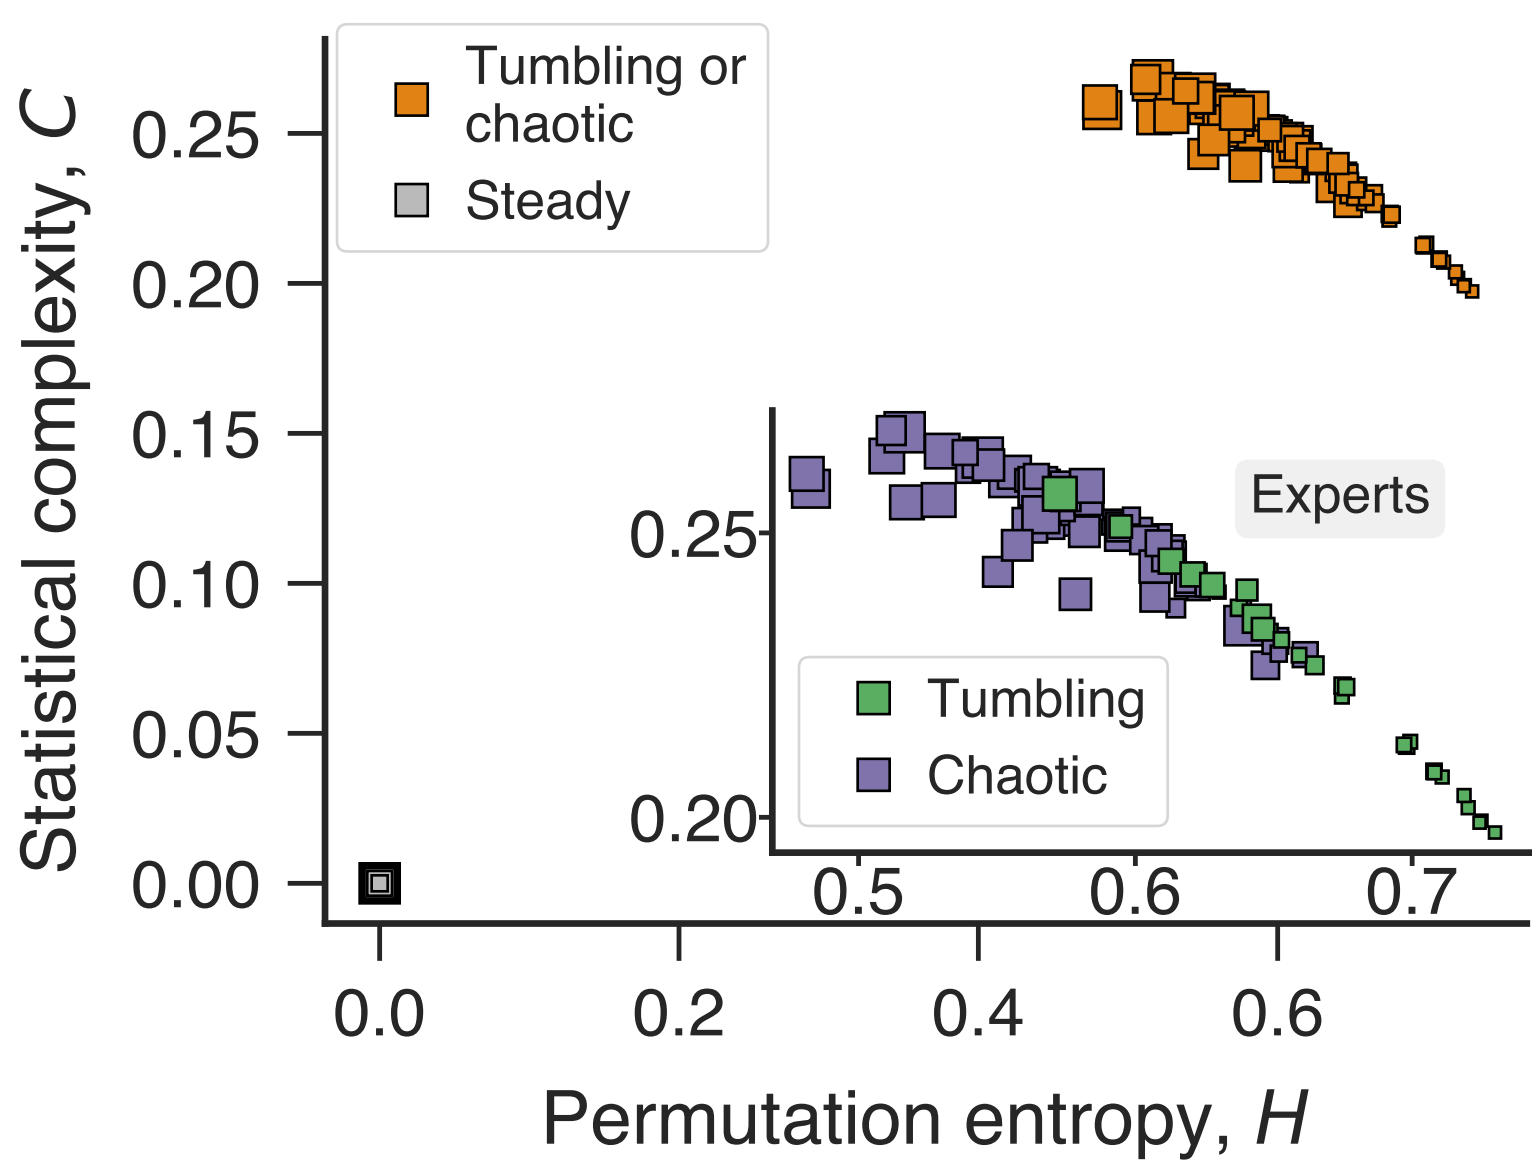 Tumbling or
chaotic
Steady
Statistical complexity, C
0.25
0.20
0.15
0.10
0.05
0.00
Experts
0.25
0.20
Tumbling
Chaotic
0.5 0.6 0.7
0.0 0.2 0.4 0.6
Permutation entropy, H